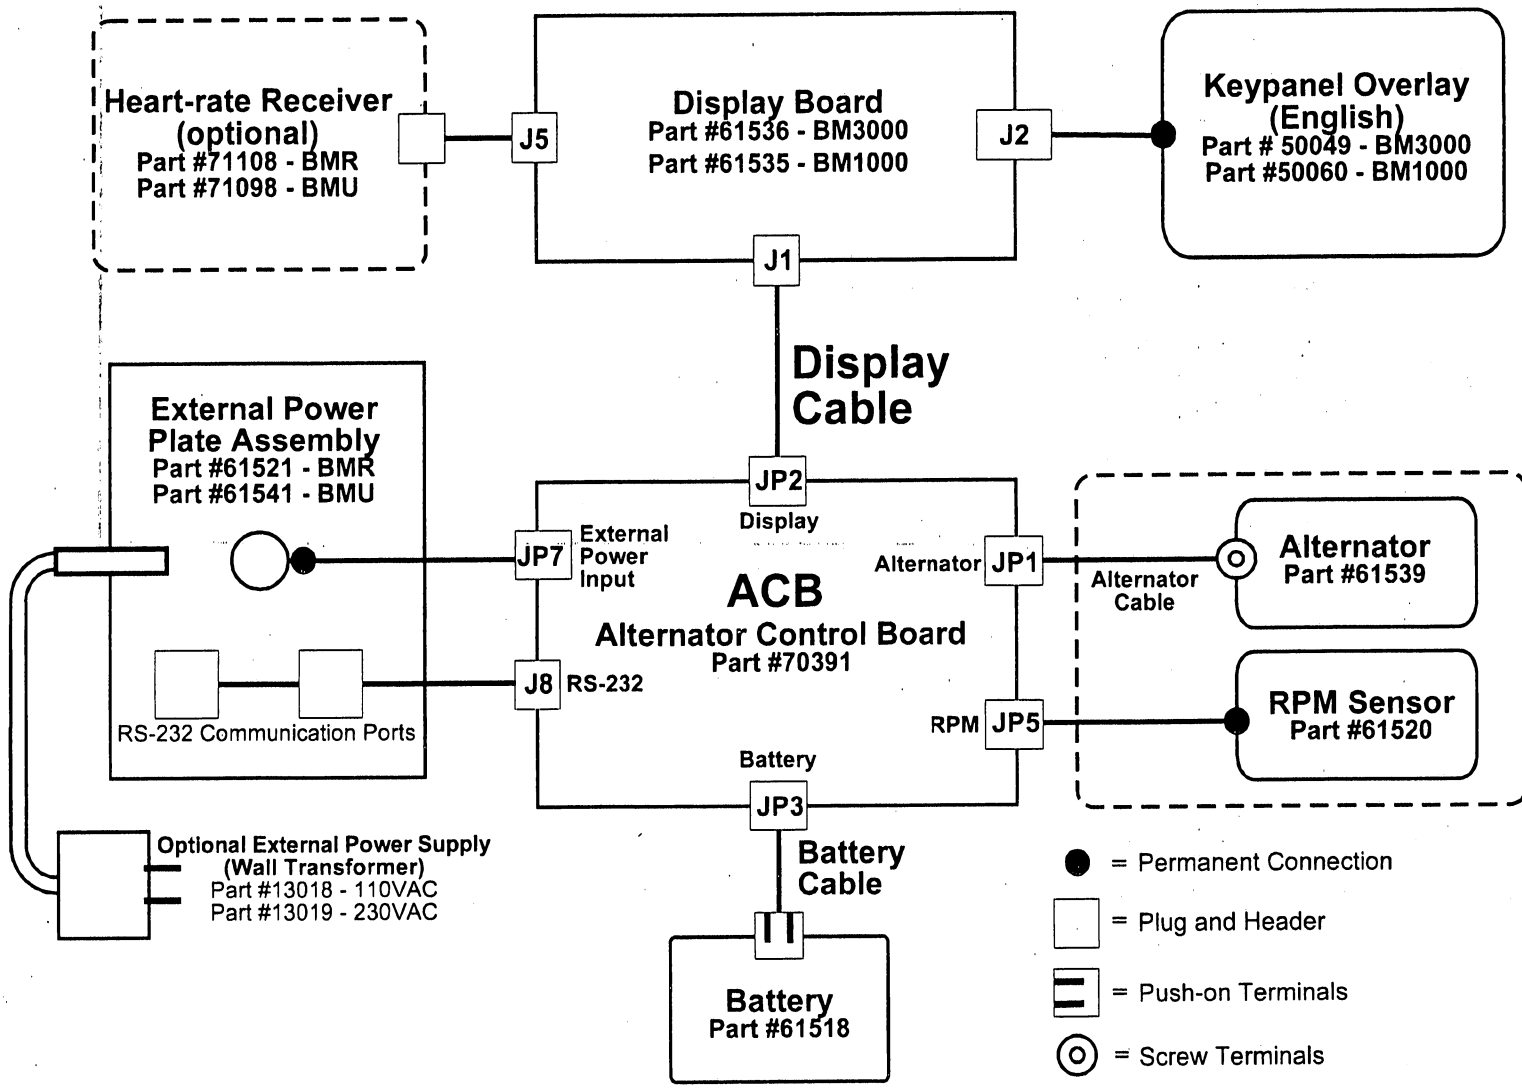 Heart-rate Receiver
(optional)
Part #71108 - BMR
Part #71098 - BMU
J5
Display Board
Part #61536 - BM3000
Part #61535 - BM1000
J2
J1
Keypanel Overlay
(English)
Part # 50049 - BM3000
Part #50060 - BM1000
Display
Cable
External Power
Plate Assembly
Part #61521 - BMR
Part #61541 - BMU
RS-232 Communication Ports
JP2
Display
JP7
External
Power
Input
Alternator
JP1
ACB
Alternator Control Board
Part #70391
J8
RS-232
RPM
JP5
Battery
JP3
Alternator
Cable
Alternator
Part #61539
RPM Sensor
Part #61520
Optional External Power Supply
(Wall Transformer)
Part #13018 - 110VAC
Part #13019 - 230VAC
Battery
Cable
Battery
Part #61518
= Permanent Connection
= Plug and Header
= Push-on Terminals
= Screw Terminals